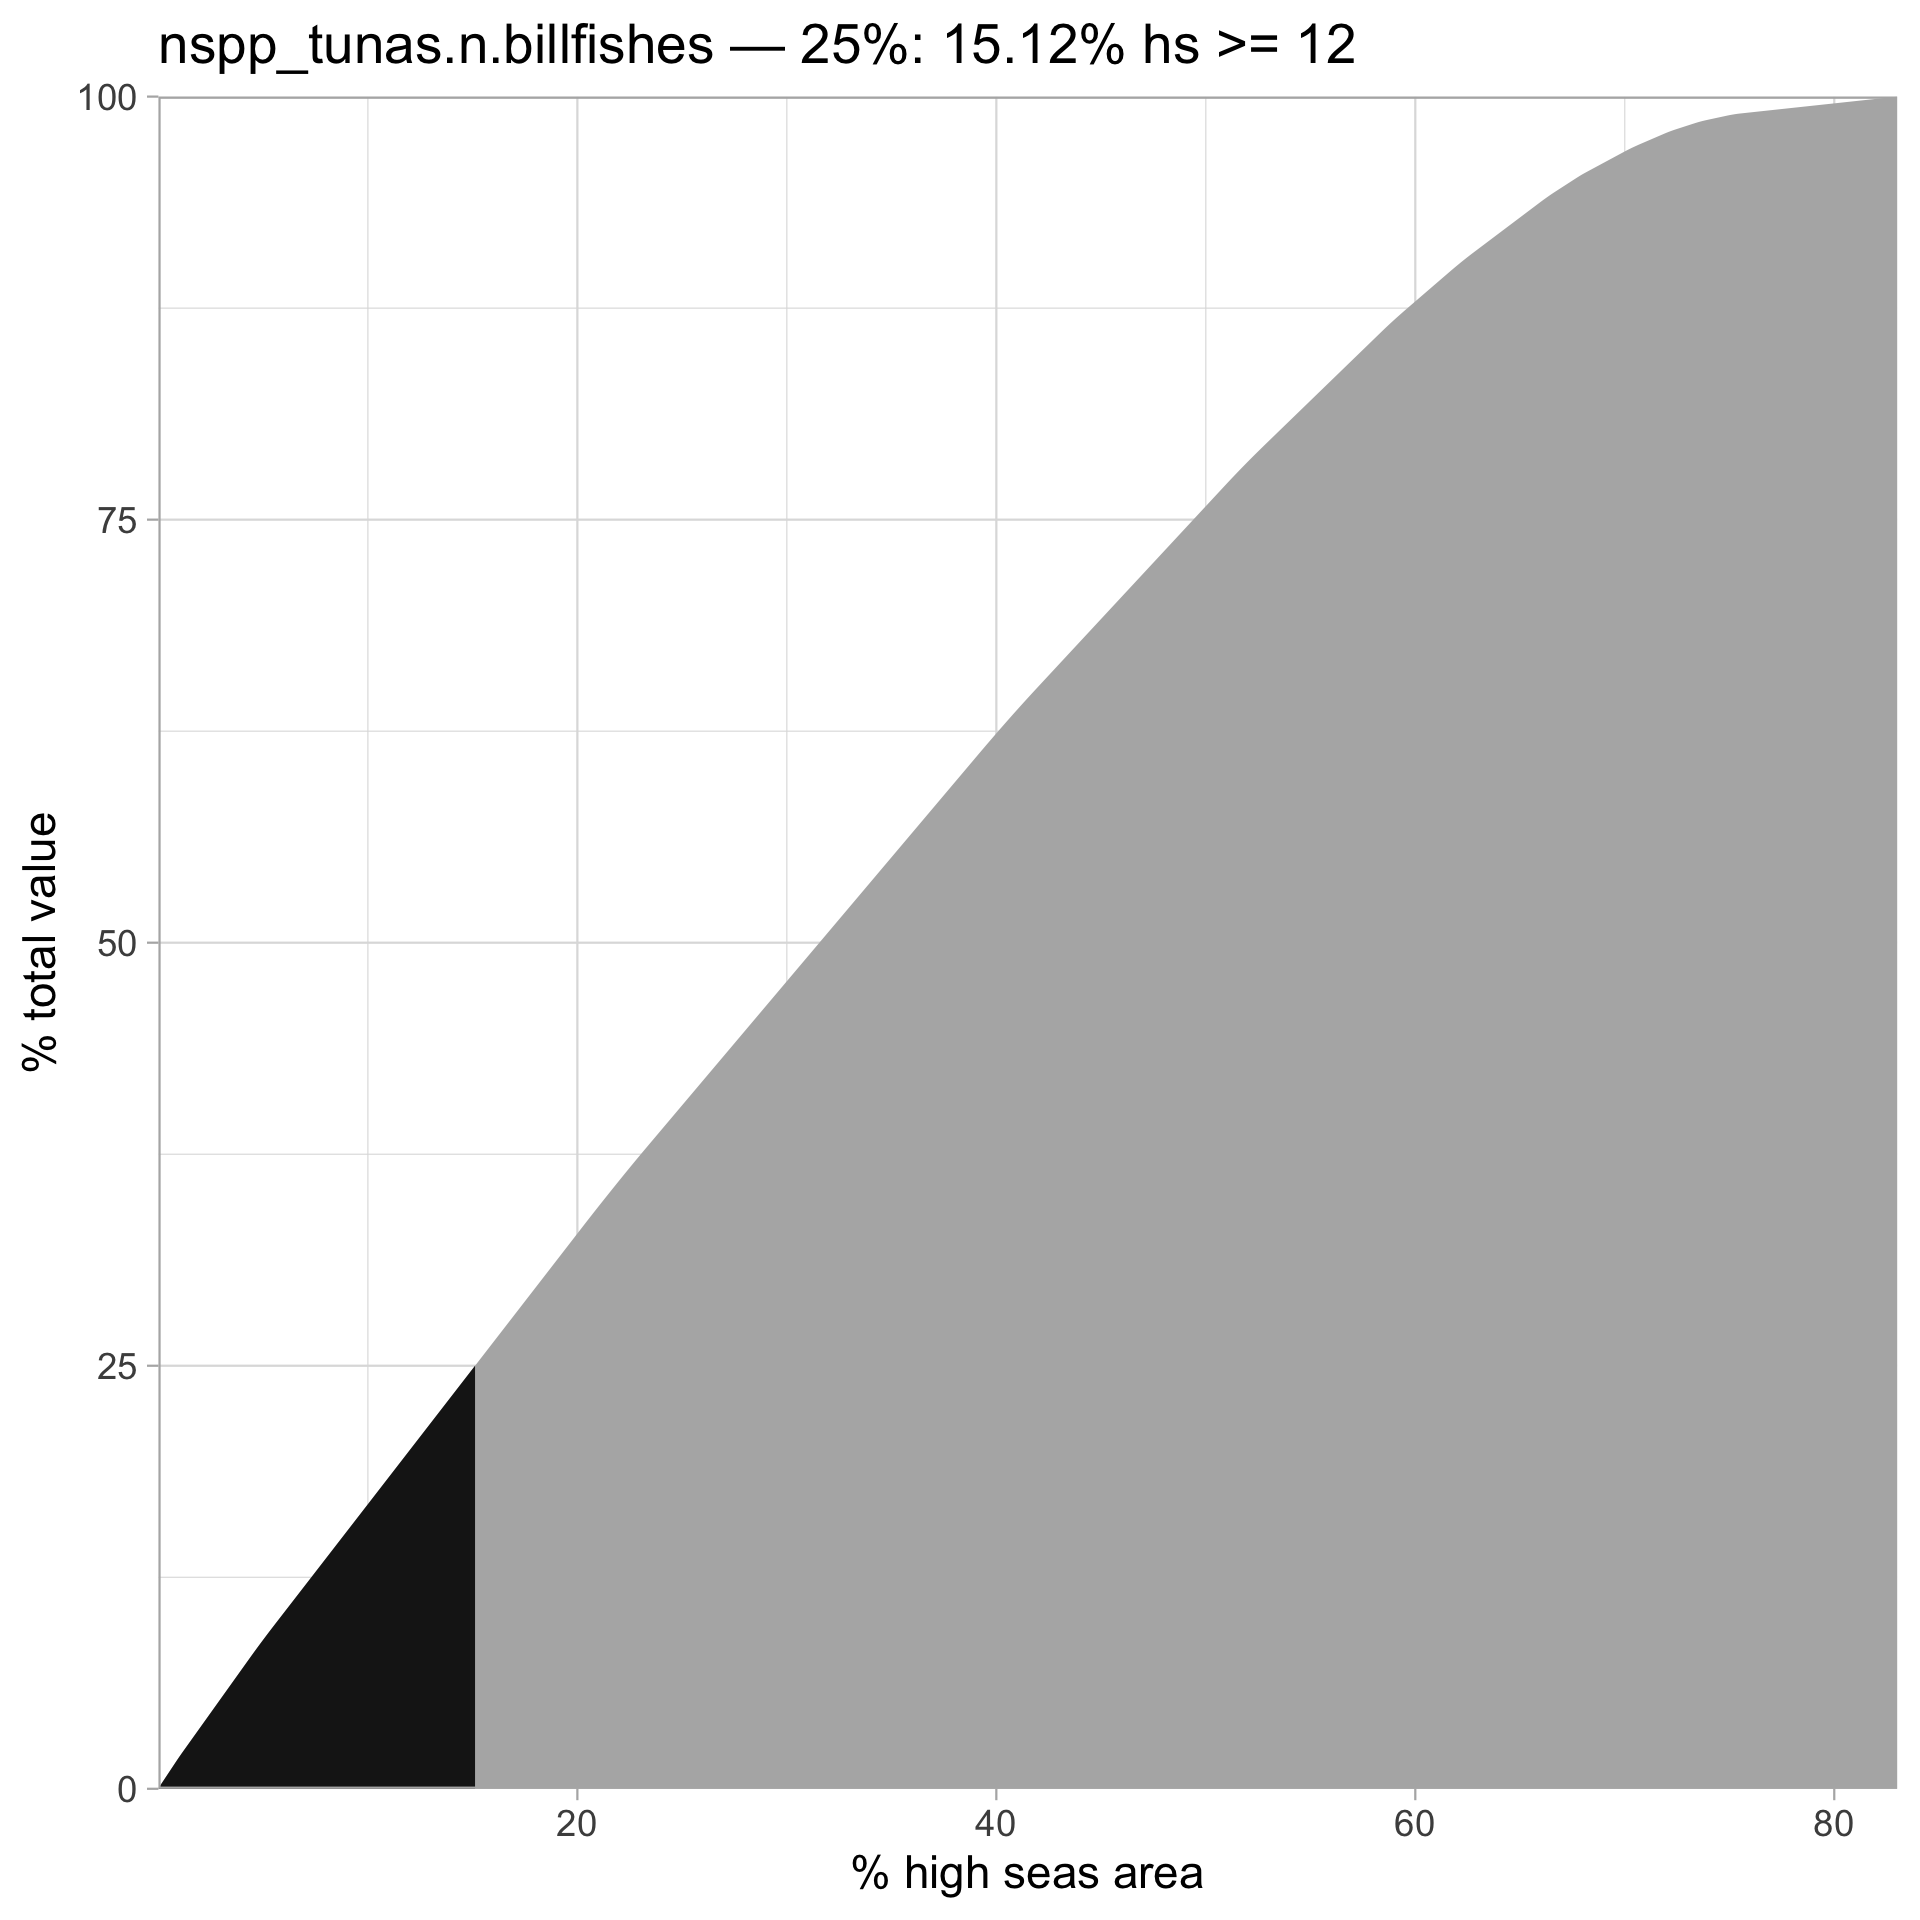 nspp_tunas.n.billfishes — 25%: 15.12% hs >= 12
100
75
50
25
0
% total value
20 40 60 80
% high seas area